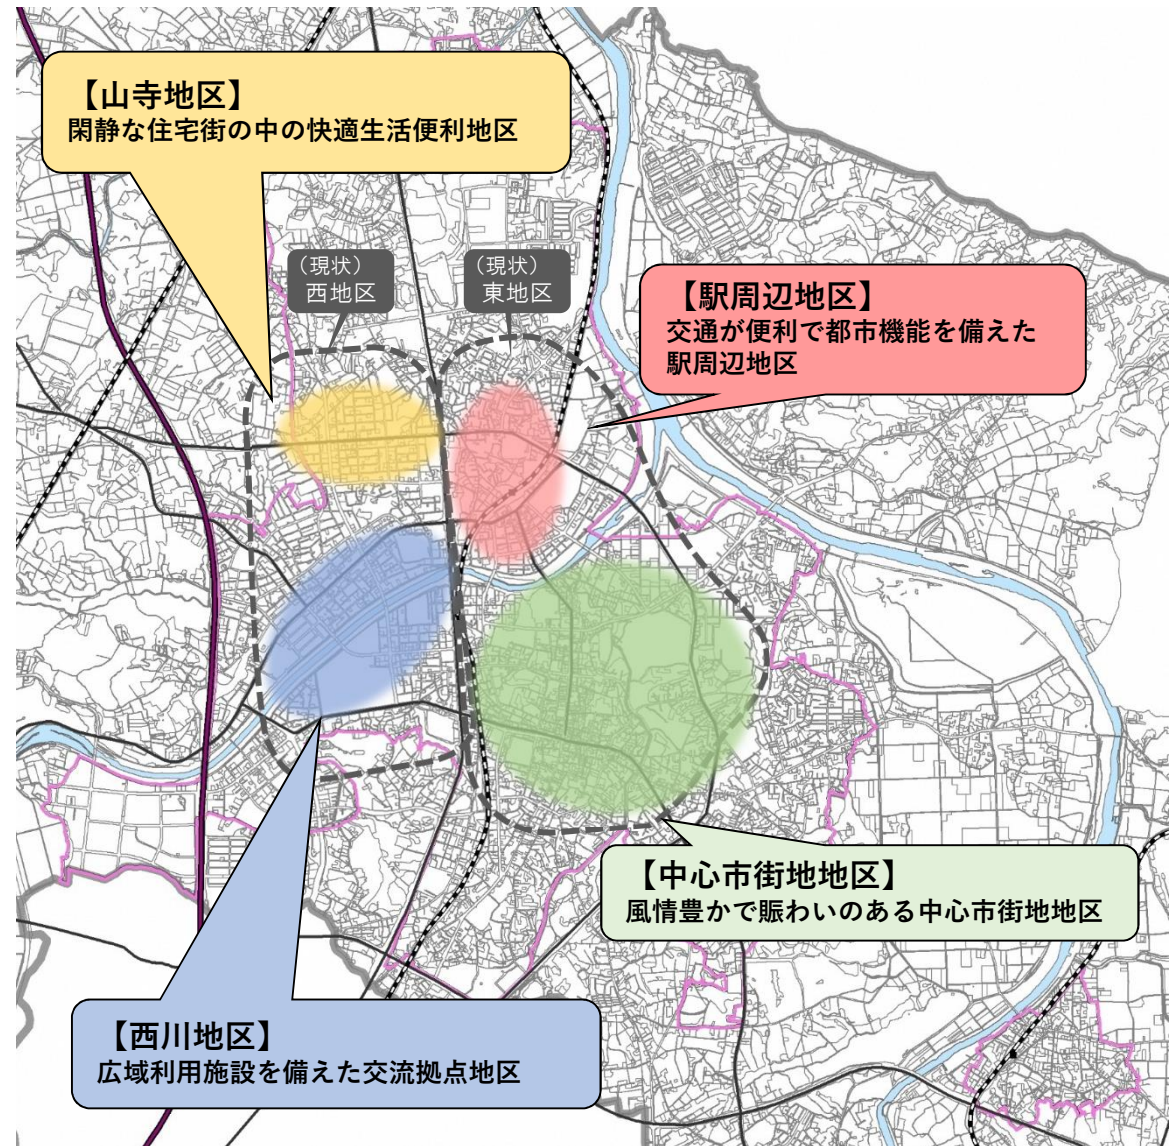 【山寺地区】
閑静な住宅街の中の快適生活便利地区
（現状）
西地区
（現状）
東地区
【駅周辺地区】
交通が便利で都市機能を備えた
駅周辺地区
【中心市街地地区】
風情豊かで賑わいのある中心市街地地区
【西川地区】
広域利用施設を備えた交流拠点地区